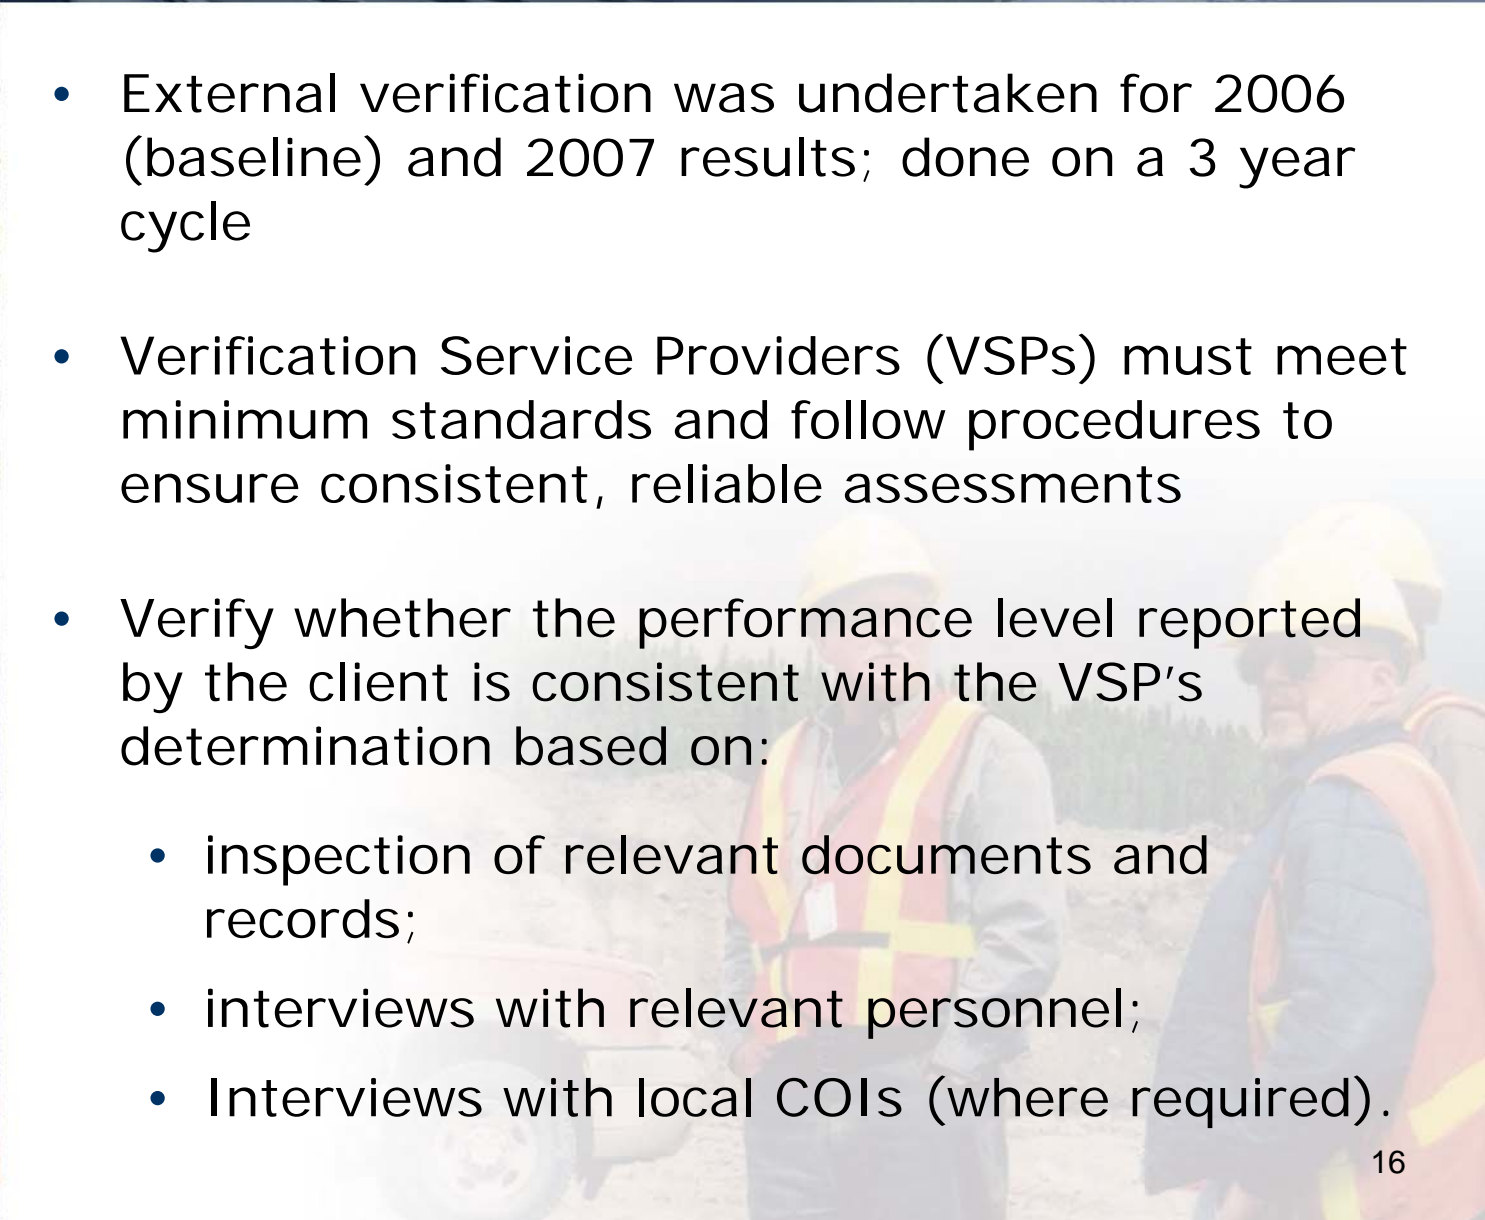 • External verification was undertaken for 2006
(baseline) and 2007 results; done on a 3 year
cycle
• Verification Service Providers (VSPs) must meet
minimum standards and follow procedures to
ensure consistent, reliable assessments
• Verify whether the performance level reported
by the client is consistent with the VSP’s
determination based on:
• inspection of relevant documents and
records;
• interviews with relevant personnel;
• Interviews with local COIs (where required).
16